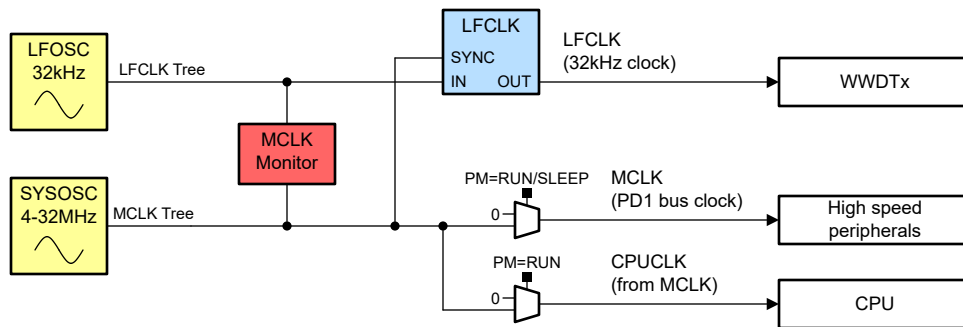 LFOSC
32kHz
LFCLK Tree
LFCLK
SYNC
IN
OUT
LFCLK
(32kHz clock)
WWDTx
MCLK
Monitor
SYSOSC
4-32MHz
MCLK Tree
PM=RUN/SLEEP
0
MCLK
(PD1 bus clock)
High speed
peripherals
PM=RUN
0
CPUCLK
(from MCLK)
CPU